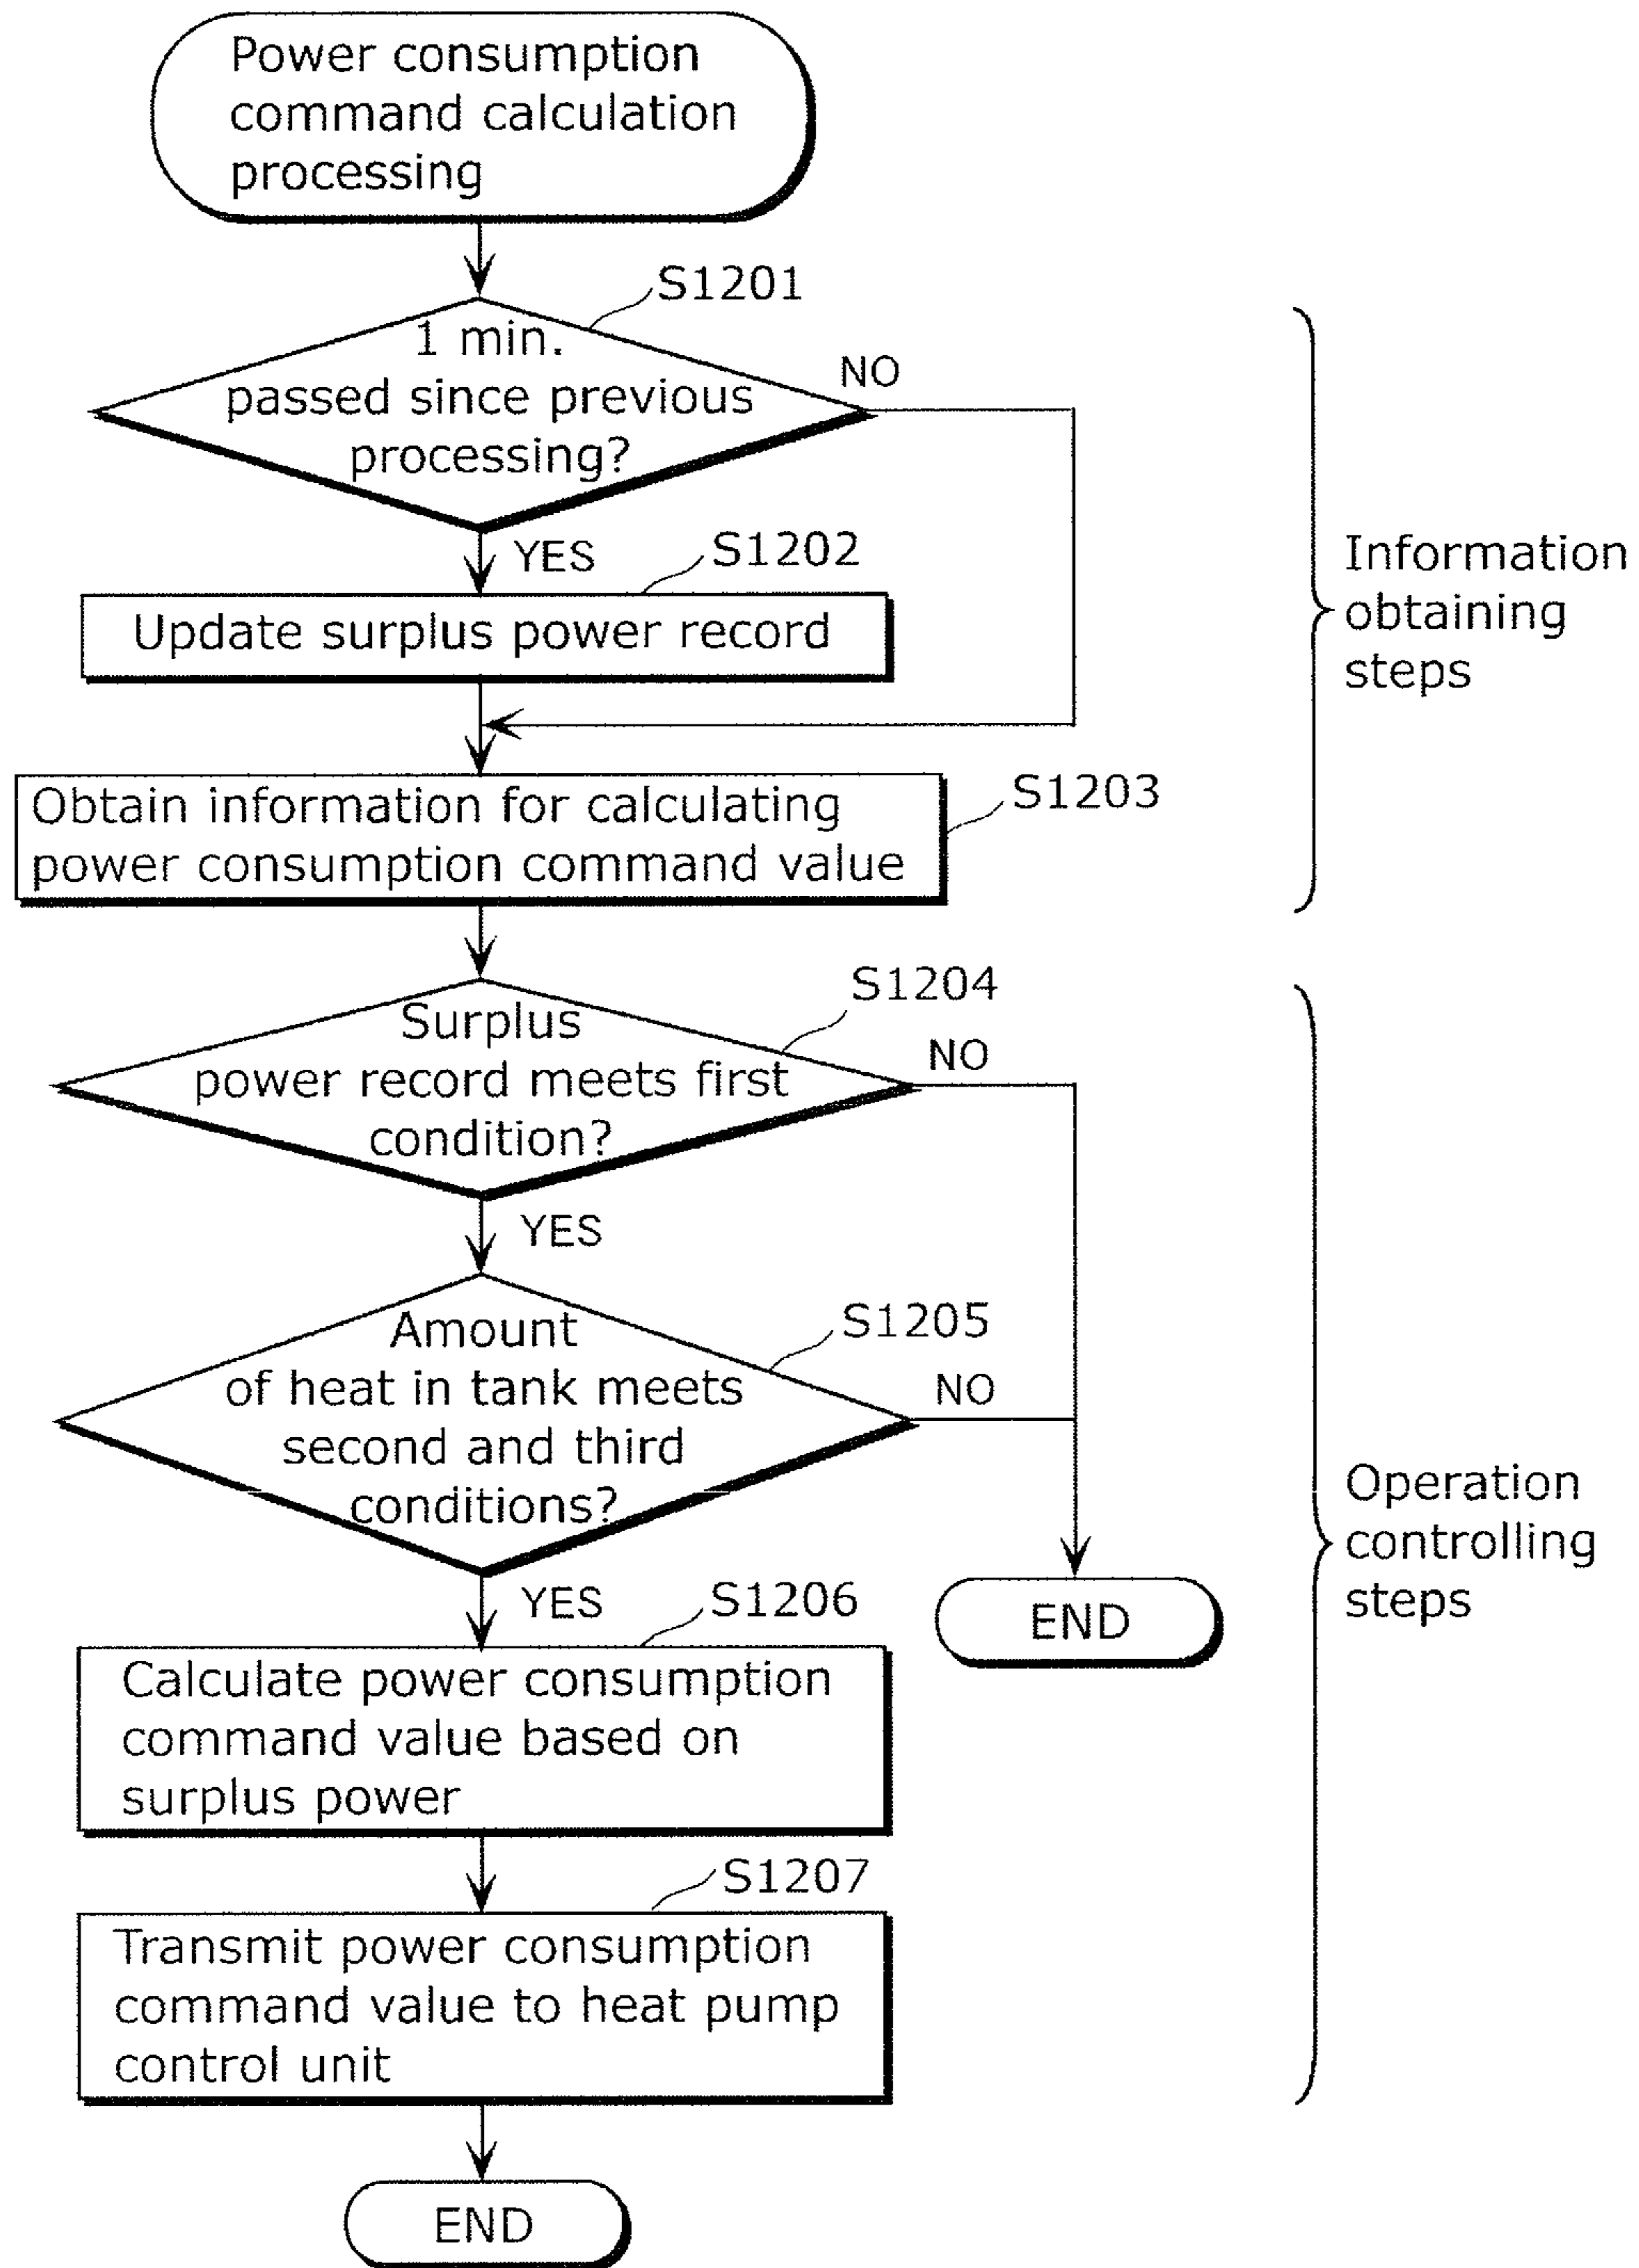 Power consumption
command calculation
processing
S1201
1 min.
passed since previous
processing?
NO
YES
S1202
Update surplus power record
Information
obtaining
steps
Obtain information for calculating
power consumption command value
S1203
S1204
Surplus
power record meets first
condition?
NO
YES
S1205
Amount
of heat in tank meets
second and third
conditions?
NO
YES
END
Operation
controlling
steps
S1206
Calculate power consumption
command value based on
surplus power
S1207
Transmit power consumption
command value to heat pump
control unit
END